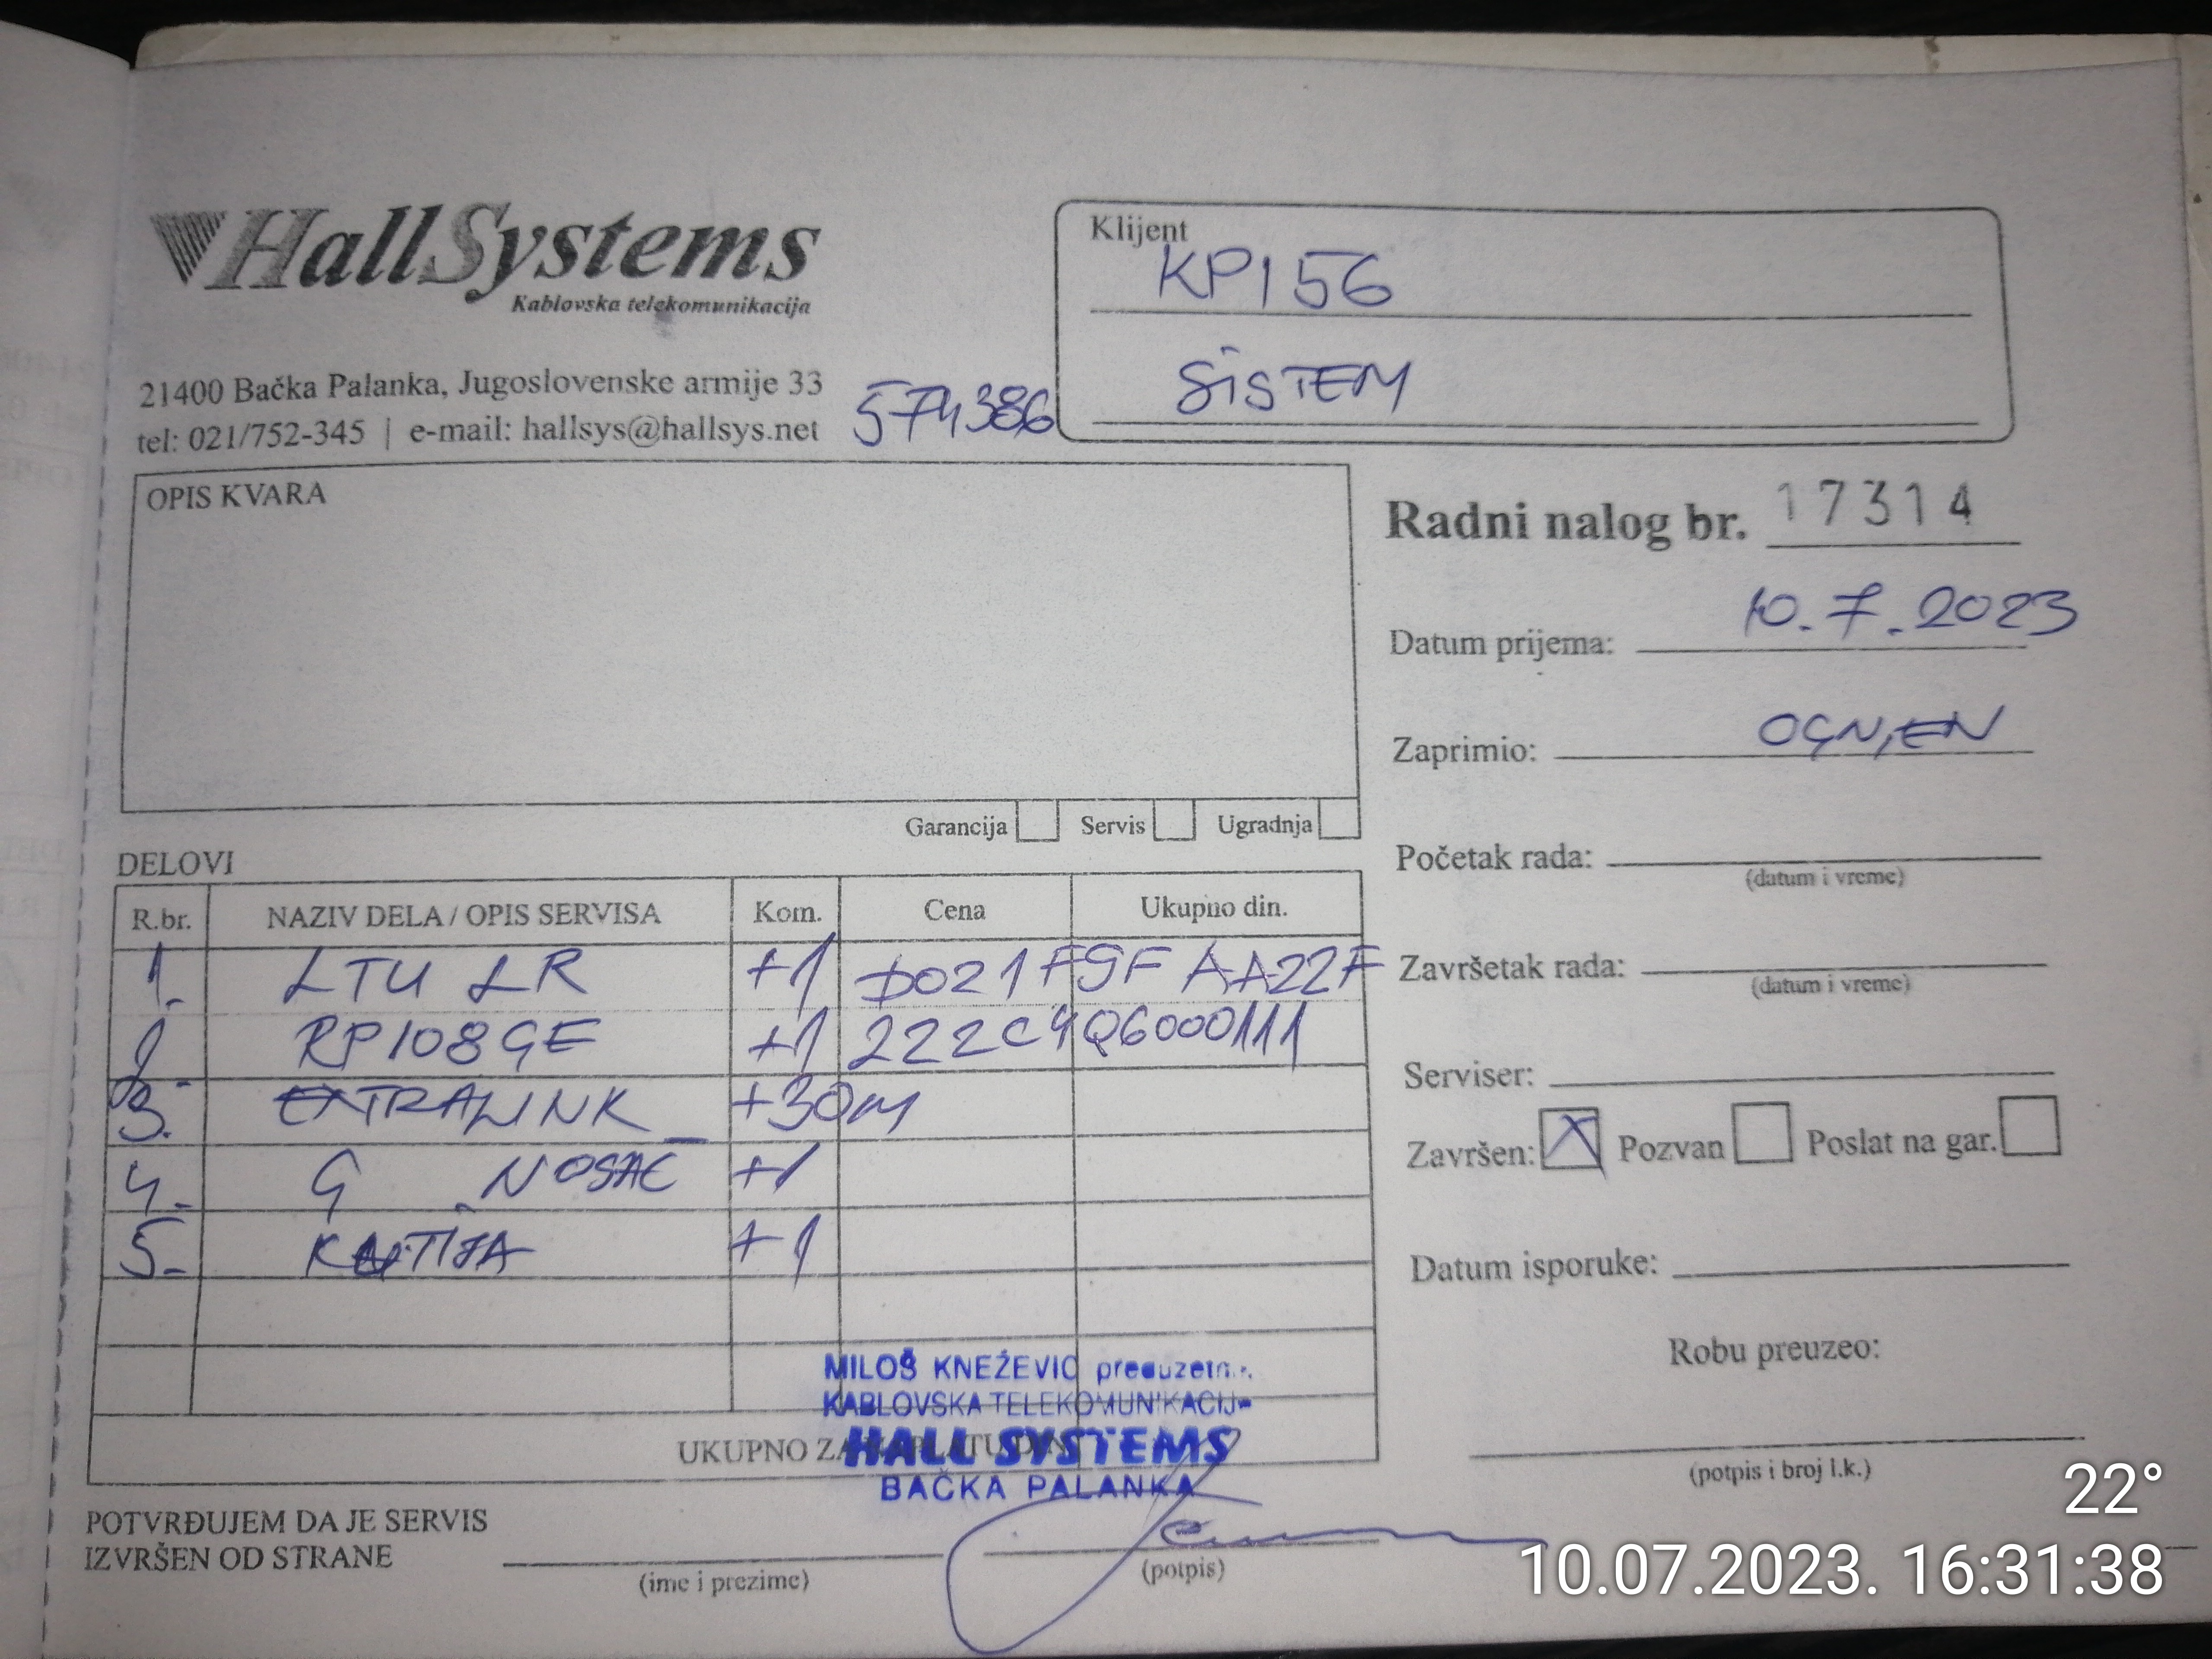 HallSystems
Kablovska telekomunikacija
21400 Bačka Palanka, Jugoslovenske armije 33
tel: 021/752-345 | e-mail: hallsys@hallsys.net
574386
Klijent
KP156
SISTEM
OPIS KVARA
Garancija Servis Ugradnja
Radni nalog br. 17314
Datum prijema: 10.7.2023
Zaprimio: OGNJEN
Početak rada:
(datum i vreme)
Završetak rada:
(datum i vreme)
Serviser:
Završen: X Pozvan Poslat na gar.
Datum isporuke:
Robu preuzeo:
(potpis i broj l.k.)
DELOVI
R.br. NAZIV DELA / OPIS SERVISA Kom. Cena Ukupno din.
1. LTU LR +1 D021F9FAA22F
2. RP108GE +1 222C4Q6000111
3. EXTRALINK +30m
4. G NOSAC +1
5. KUTIJA +1
MILOŠ KNEŽEVIĆ
KABLOVSKA
HALL SYSTEMS
BAČKA PALANKA
UKUPNO
POTVRĐUJEM DA JE SERVIS
IZVRŠEN OD STRANE
(ime i prezime)
(potpis)
22°
10.07.2023. 16:31:38